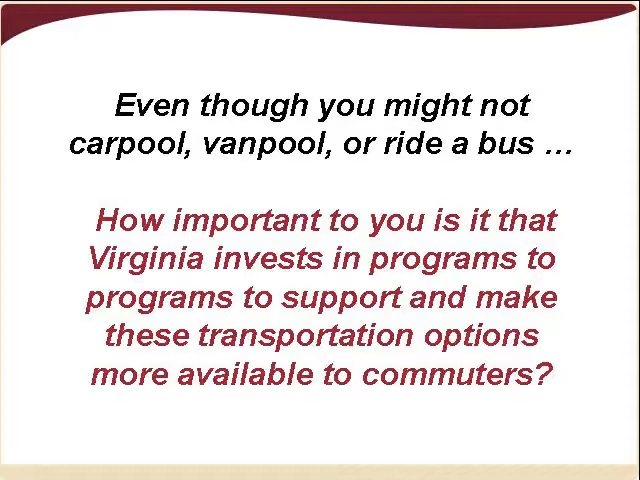 Even though you might not
carpool, vanpool, or ride a bus …
How important to you is it that
Virginia invests in programs to
programs to support and make
these transportation options
more available to commuters?